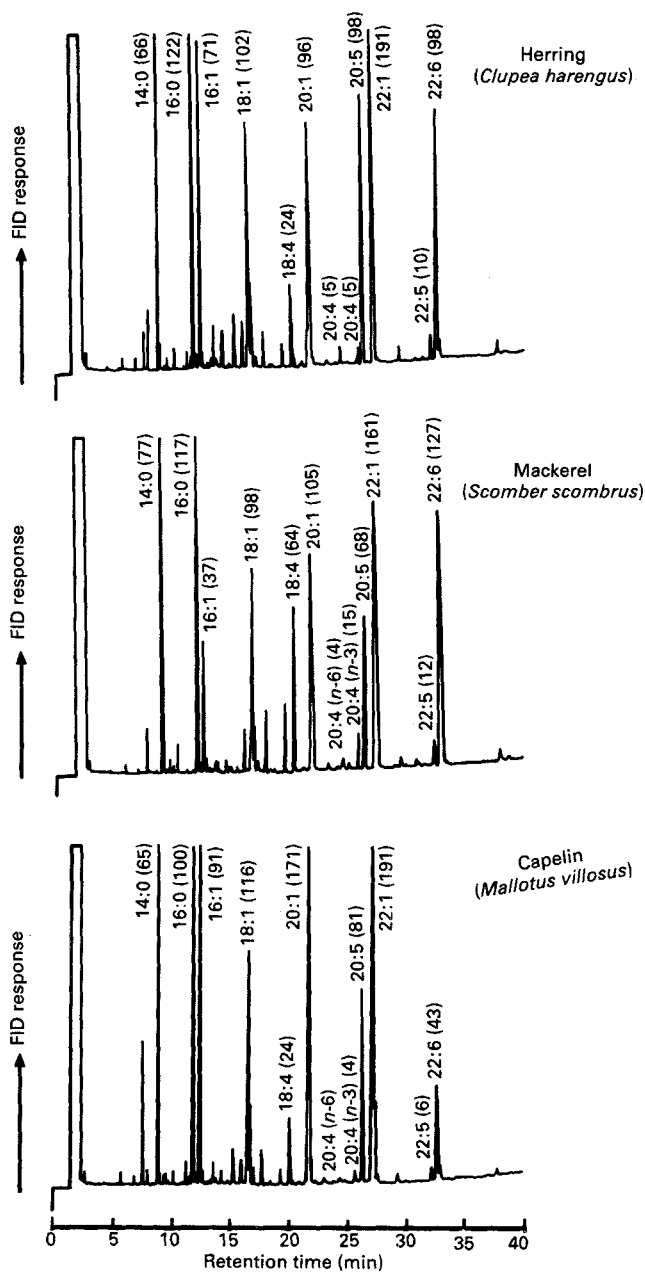 FID response
14:0 (66)
16:0 (122)
16:1 (71)
18:1 (102)
18:4 (24)
20:1 (96)
20:4 (5)
20:4 (5)
20:5 (98)
22:1 (191)
22:5 (10)
22:6 (98)
Herring
(Clupea harengus)
FID response
14:0 (77)
16:0 (117)
16:1 (37)
18:1 (98)
18:4 (64)
20:1 (105)
20:4 (n-6) (4)
20:4 (n-3) (15)
20:5 (68)
22:1 (161)
22:5 (12)
22:6 (127)
Mackerel
(Scomber scombrus)
FID response
14:0 (65)
16:0 (100)
16:1 (91)
18:1 (116)
18:4 (24)
20:1 (171)
20:4 (n-6)
20:4 (n-3) (4)
20:5 (81)
22:1 (191)
22:5 (6)
22:6 (43)
Capelin
(Mallotus villosus)
0 5 10 15 20 25 30 35 40
Retention time (min)